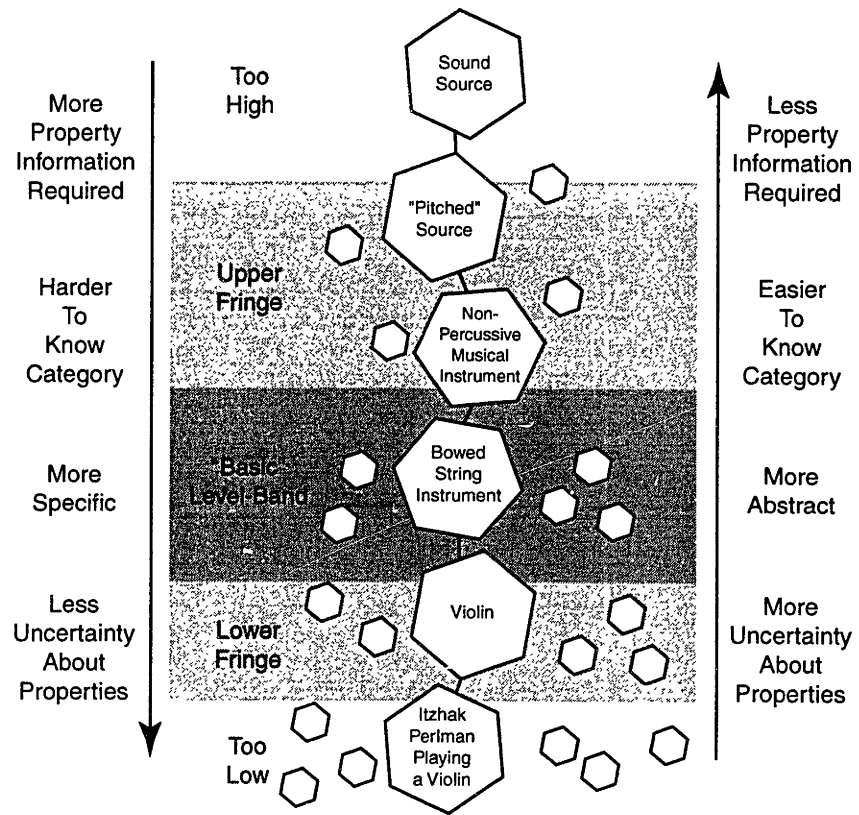 Sound
Source
Too
High
More
Property
Information
Required
Less
Property
Information
Required
"Pitched"
Source
Upper
Fringe
Harder
To
Know
Category
Easier
To
Know
Category
Non-
Percussive
Musical
Instrument
"Basic"
Level-Band
Bowed
String
Instrument
More
Specific
More
Abstract
Less
Uncertainty
About
Properties
Lower
Fringe
Violin
More
Uncertainty
About
Properties
Too
Low
Itzhak
Perlman
Playing
a Violin